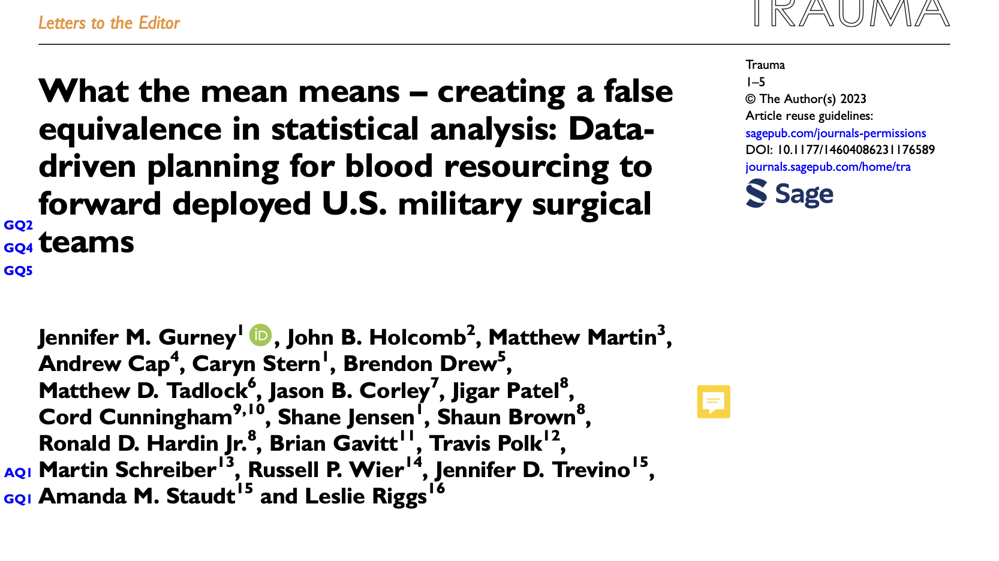 Letters to the Editor
TRAUMA
What the mean means – creating a false
equivalence in statistical analysis: Data-
driven planning for blood resourcing to
forward deployed U.S. military surgical
GQ2
GQ4 teams
GQ5
Trauma
1–5
© The Author(s) 2023
Article reuse guidelines:
sagepub.com/journals-permissions
DOI: 10.1177/14604086231176589
journals.sagepub.com/home/tra
Sage
Jennifer M. Gurney1 iD, John B. Holcomb2, Matthew Martin3,
Andrew Cap4, Caryn Stern1, Brendon Drew5,
Matthew D. Tadlock6, Jason B. Corley7, Jigar Patel8,
Cord Cunningham9,10, Shane Jensen1, Shaun Brown8,
Ronald D. Hardin Jr.8, Brian Gavitt11, Travis Polk12,
AQ1 Martin Schreiber13, Russell P. Wier14, Jennifer D. Trevino15,
GQ1 Amanda M. Staudt15 and Leslie Riggs16